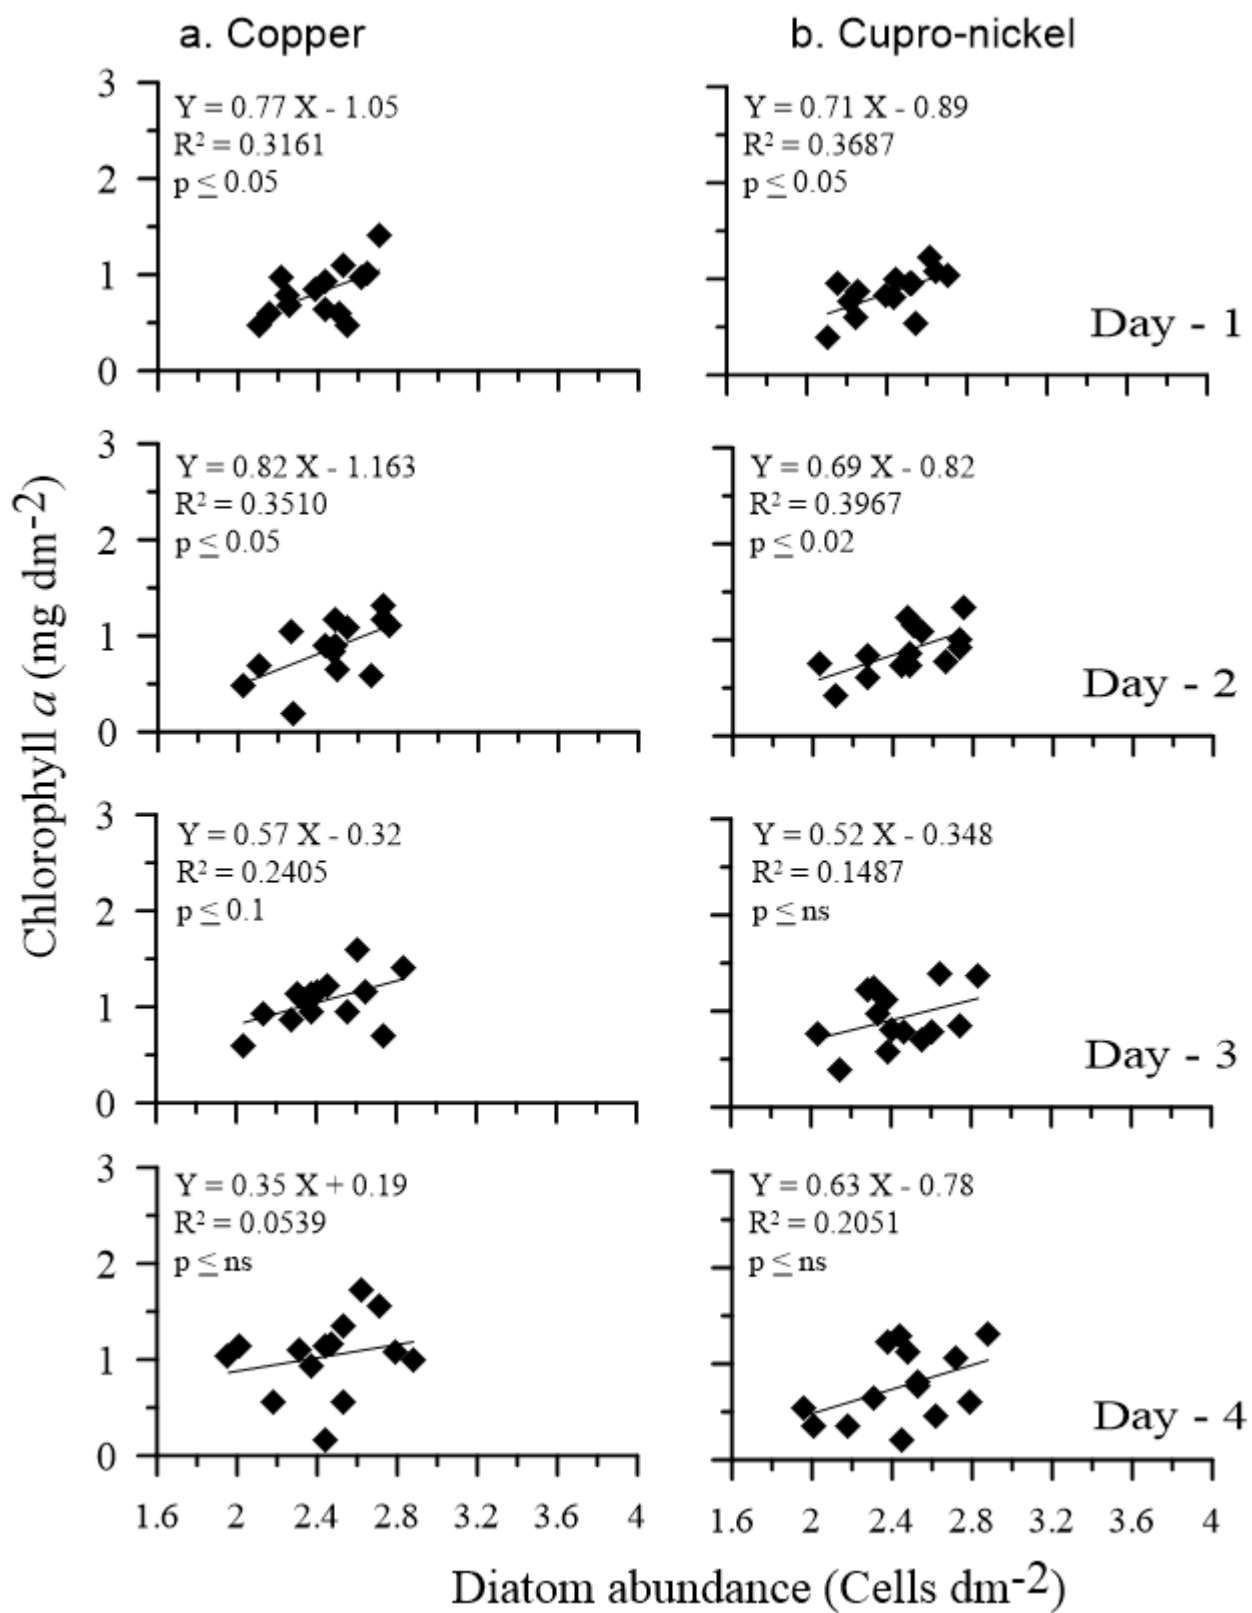 a. Copper
b. Cupro-nickel
3
2
1
0
Y = 0.77 X - 1.05
R² = 0.3161
p ≤ 0.05
Y = 0.71 X - 0.89
R² = 0.3687
p ≤ 0.05
Day - 1
3
2
1
0
Y = 0.82 X - 1.163
R² = 0.3510
p ≤ 0.05
Y = 0.69 X - 0.82
R² = 0.3967
p ≤ 0.02
Day - 2
Chlorophyll a (mg dm-2)
3
2
1
0
Y = 0.57 X - 0.32
R² = 0.2405
p ≤ 0.1
Y = 0.52 X - 0.348
R² = 0.1487
p ≤ ns
Day - 3
3
2
1
0
Y = 0.35 X + 0.19
R² = 0.0539
p ≤ ns
Y = 0.63 X - 0.78
R² = 0.2051
p ≤ ns
Day - 4
1.6 2 2.4 2.8 3.2 3.6 4
1.6 2 2.4 2.8 3.2 3.6 4
Diatom abundance (Cells dm-2)